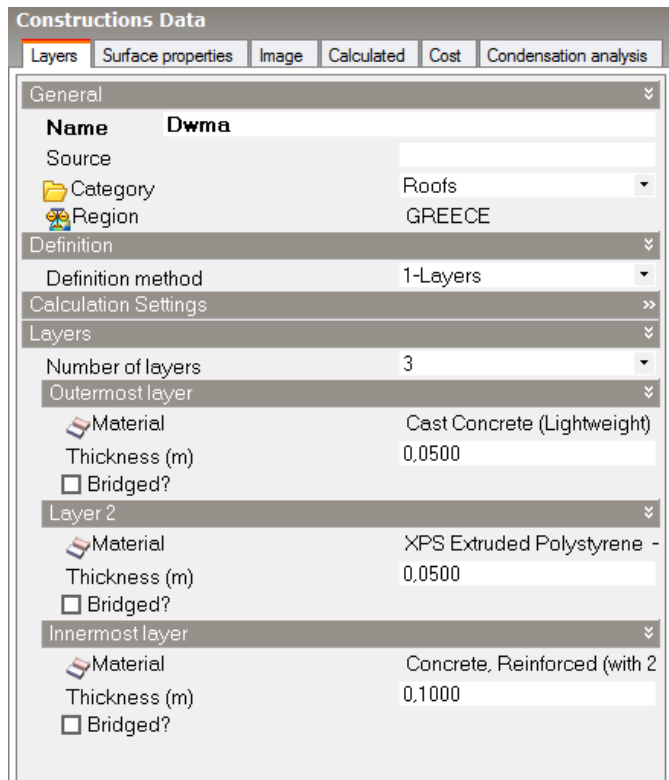 Constructions Data
Layers Surface properties Image Calculated Cost Condensation analysis
General
Name Dwma
Source
Category Roofs
Region GREECE
Definition
Definition method 1-Layers
Calculation Settings
Layers
Number of layers 3
Outermost layer
Material Cast Concrete (Lightweight)
Thickness (m) 0,0500
Bridged?
Layer 2
Material XPS Extruded Polystyrene -
Thickness (m) 0,0500
Bridged?
Innermost layer
Material Concrete, Reinforced (with 2
Thickness (m) 0,1000
Bridged?